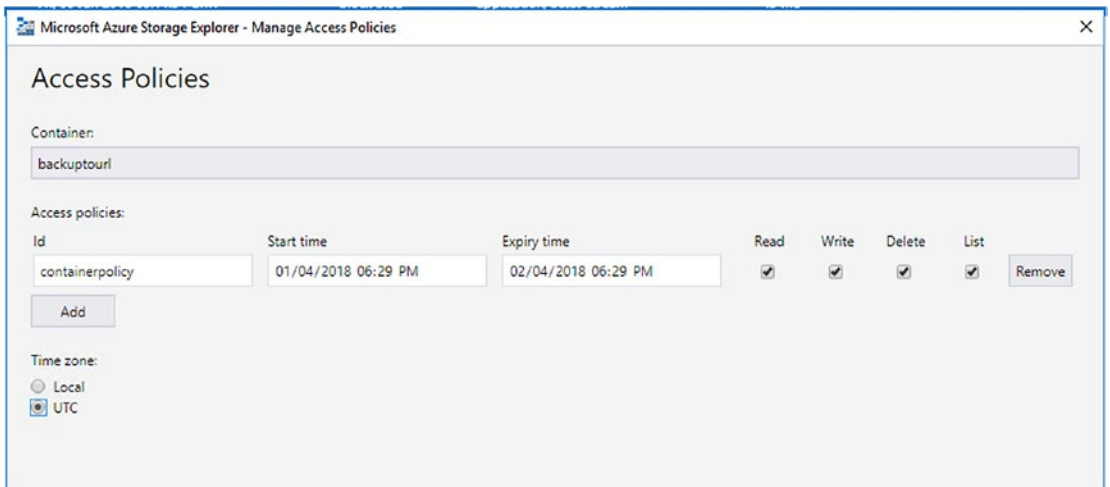 Microsoft Azure Storage Explorer - Manage Access Policies
Access Policies
Container:
backuptourl
Access policies:
Id Start time Expiry time Read Write Delete List
containerpolicy 01/04/2018 06:29 PM 02/04/2018 06:29 PM Remove
Add
Time zone:
Local
UTC